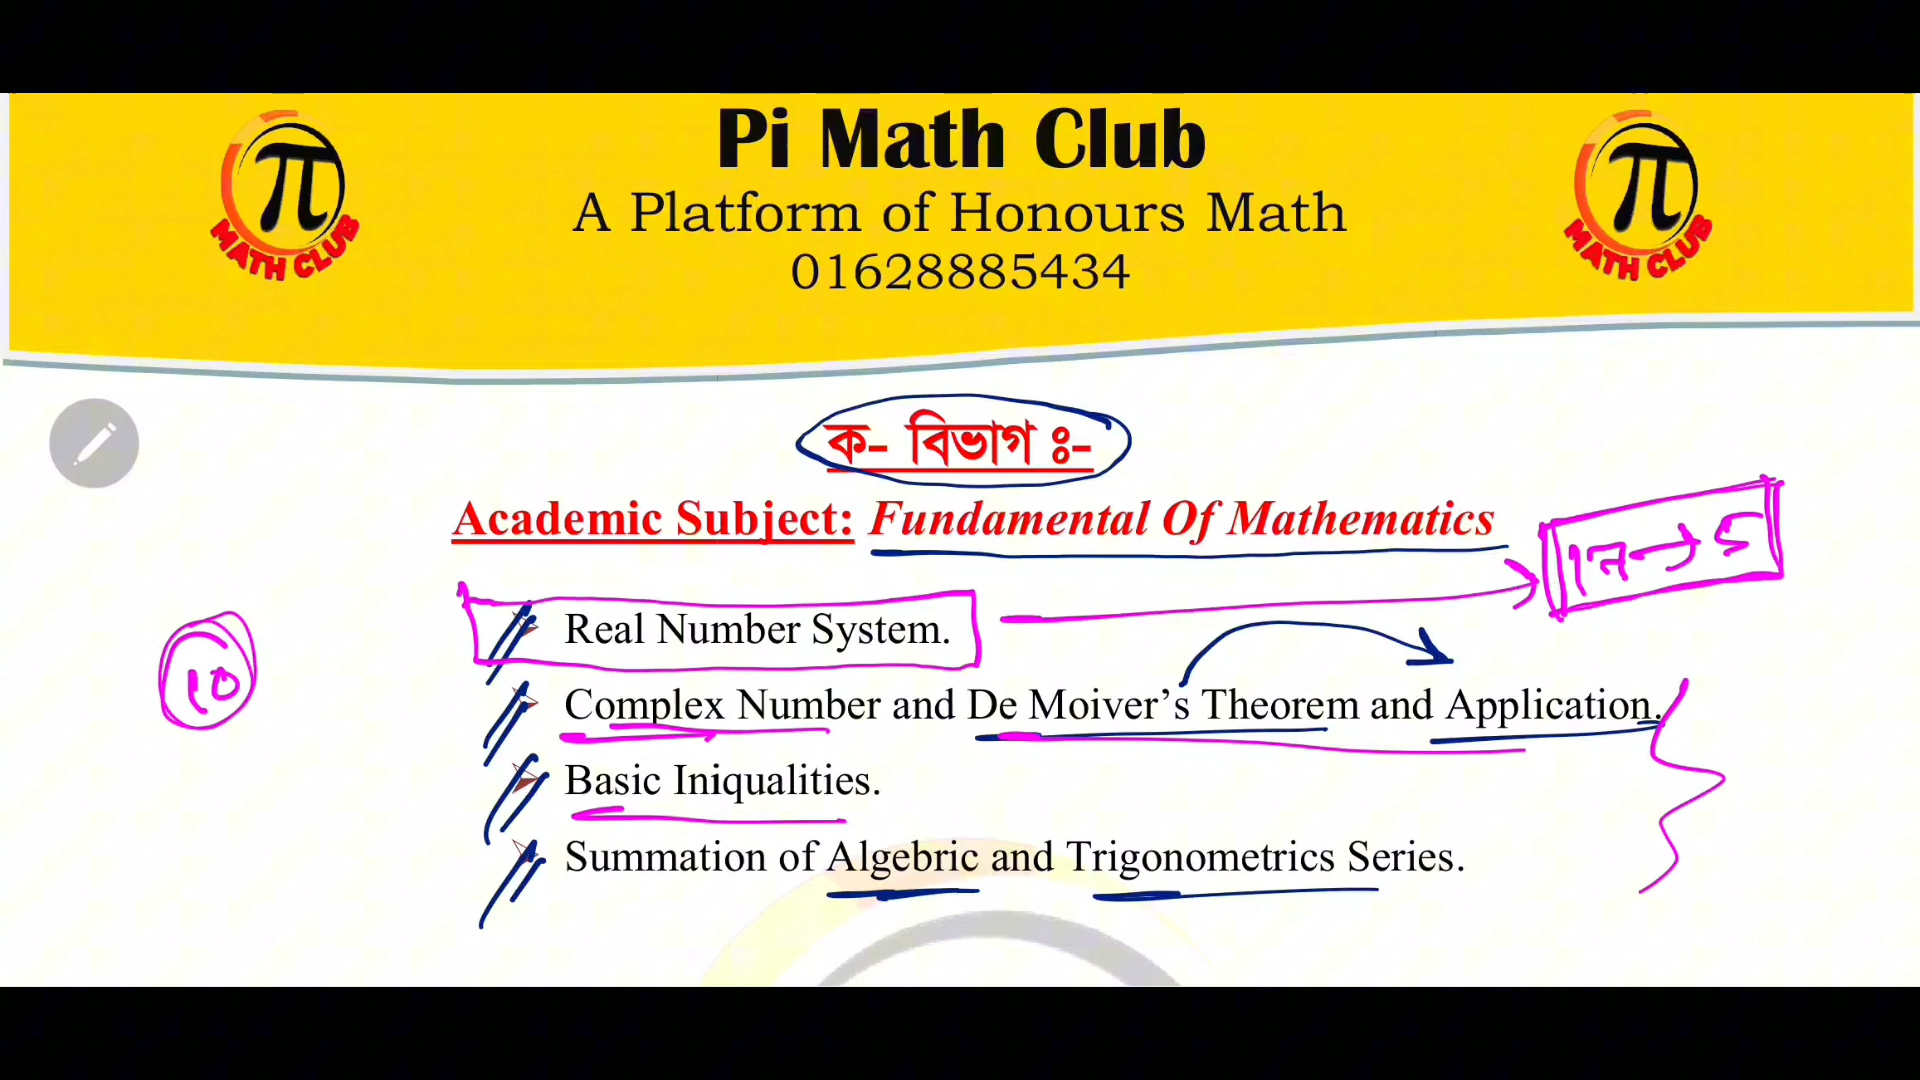 Pi Math Club
A Platform of Honours Math
01628885434
π
MATH CLUB
π
MATH CLUB
ক- বিভাগ ঃ-
Academic Subject: Fundamental Of Mathematics
Real Number System.
Complex Number and De Moiver’s Theorem and Application.
Basic Iniqualities.
Summation of Algebric and Trigonometrics Series.
10